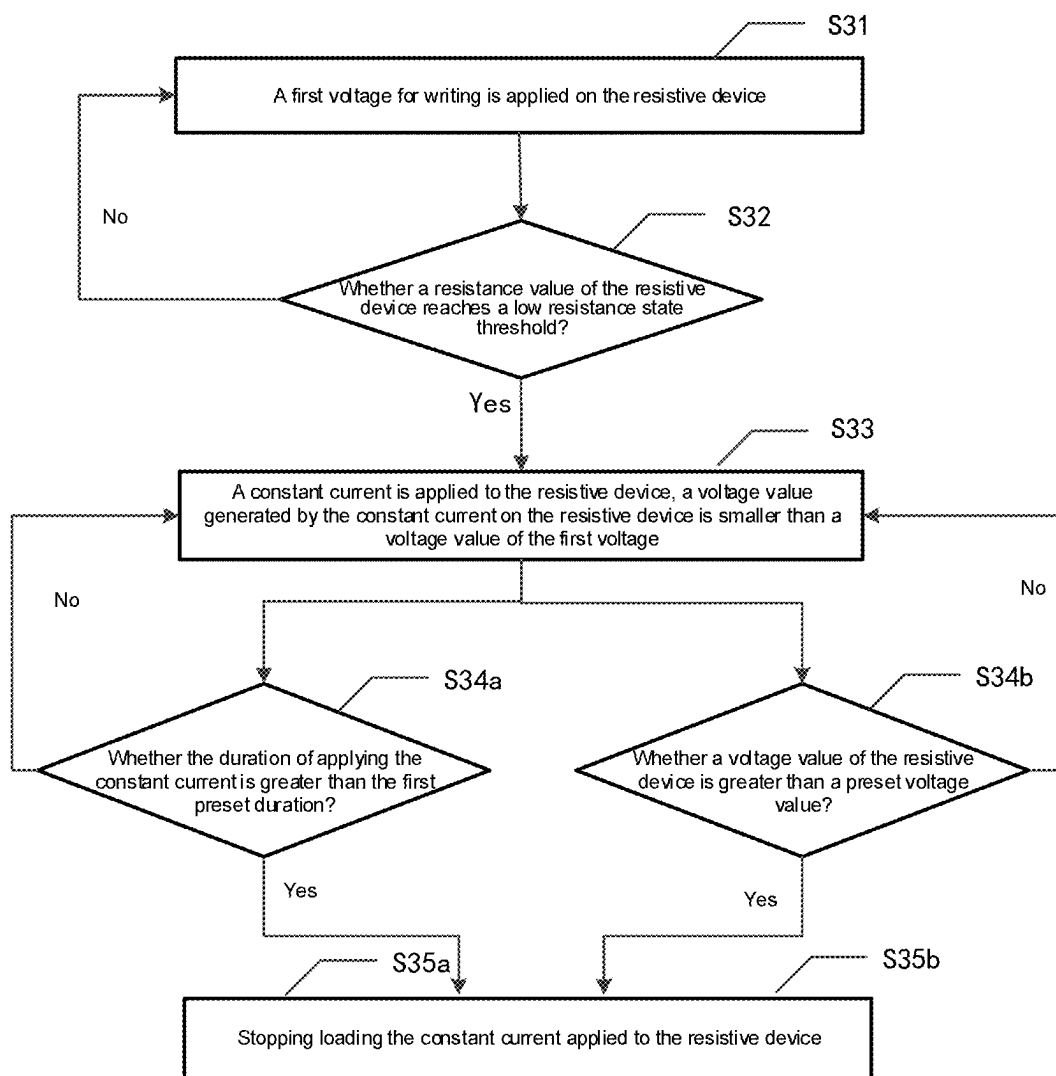 S31
A first voltage for writing is applied on the resistive device
No
S32
Whether a resistance value of the resistive
device reaches a low resistance state
threshold?
Yes
S33
A constant current is applied to the resistive device, a voltage value
generated by the constant current on the resistive device is smaller than a
voltage value of the first voltage
No
No
S34a
S34b
Whether the duration of applying the
constant current is greater than the first
preset duration?
Whether a voltage value of the resistive
device is greater than a preset voltage
value?
Yes
Yes
S35a
S35b
Stopping loading the constant current applied to the resistive device